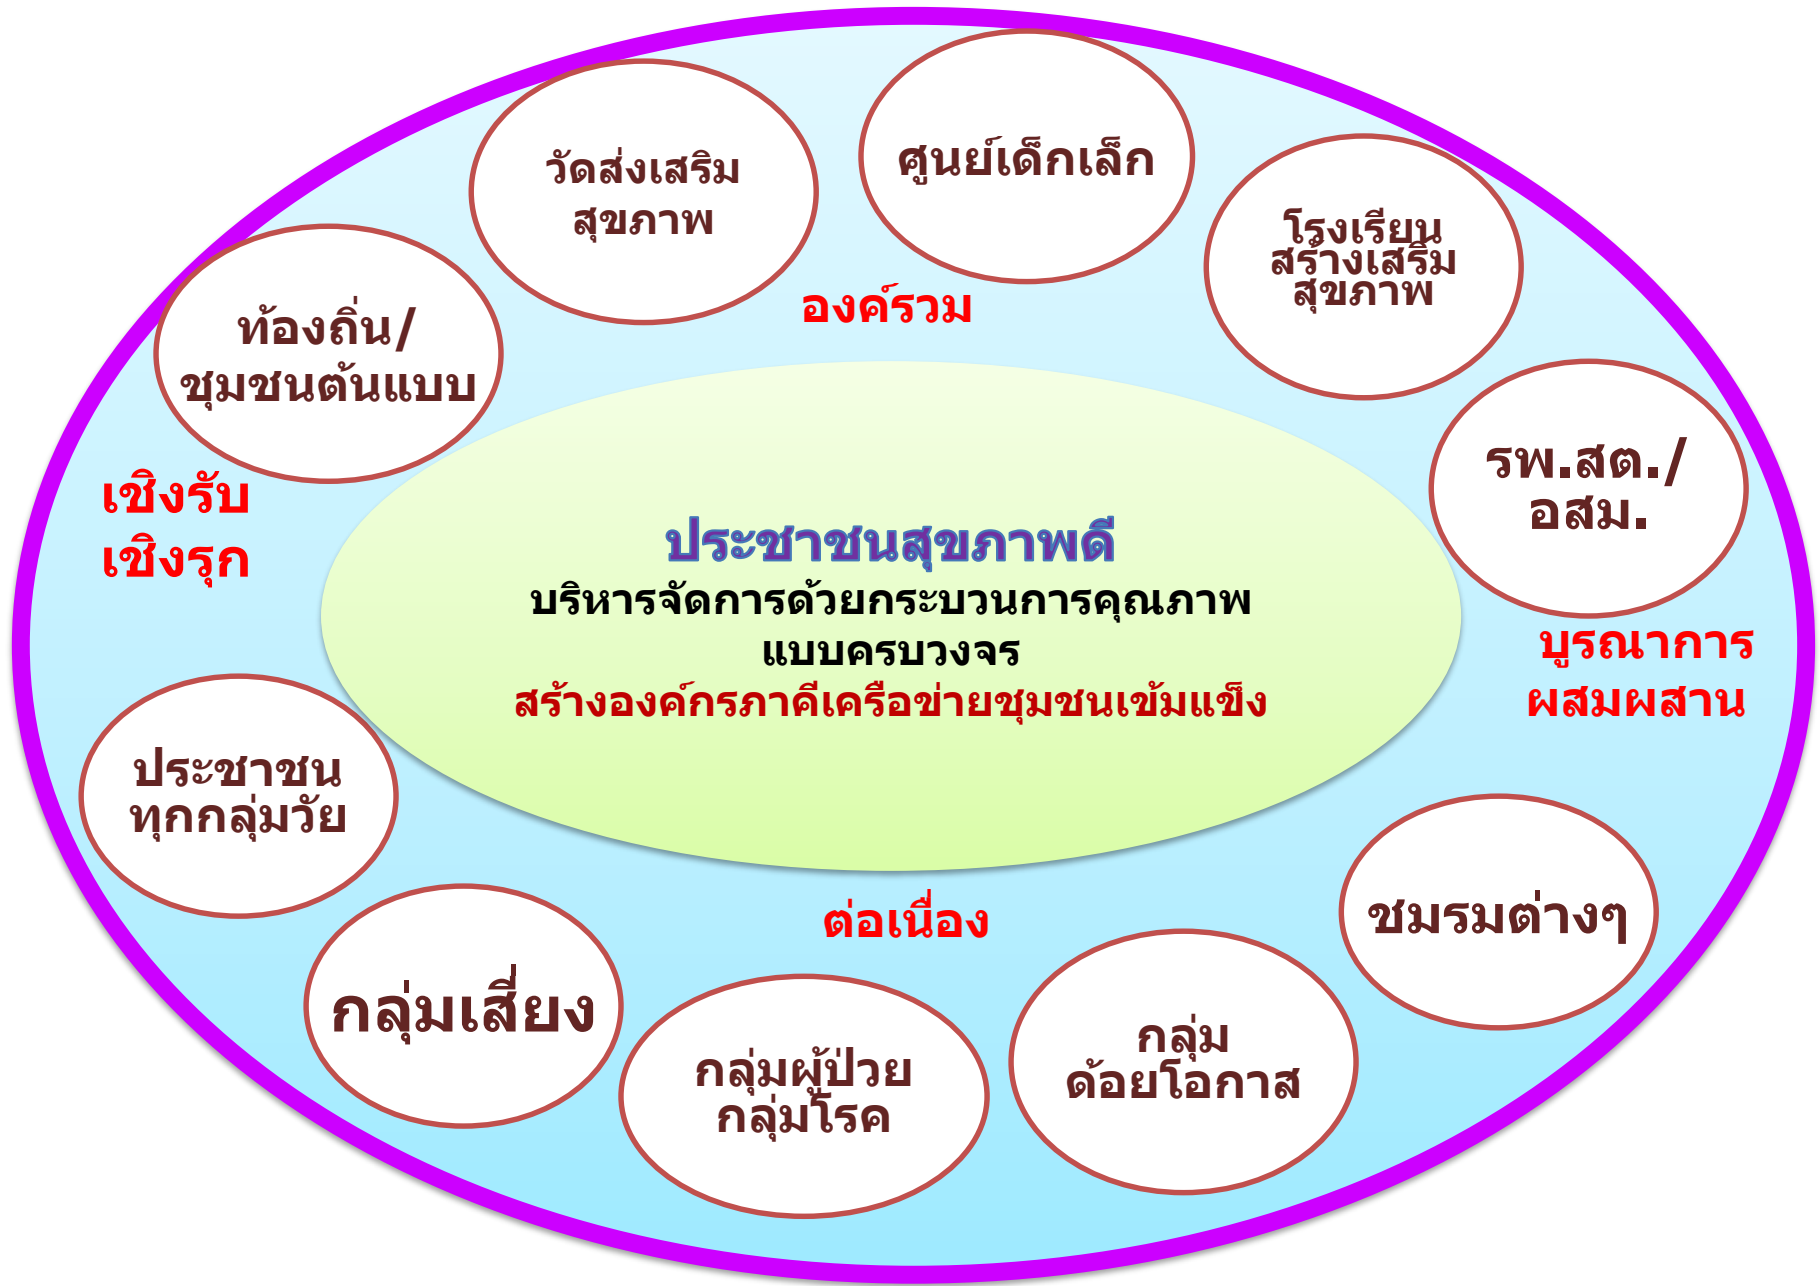 ศูนย์เด็กเล็ก
วัดส่งเสริม
สุขภาพ
โรงเรียน
สร้างเสริม
สุขภาพ
องค์รวม
ท้องถิ่น/
ชุมชนต้นแบบ
รพ.สต./
อสม.
เชิงรับ
เชิงรุก
ประชาชนสุขภาพดี
บริหารจัดการด้วยกระบวนการคุณภาพ
แบบครบวงจร
สร้างองค์กรภาคีเครือข่ายชุมชนเข้มแข็ง
บูรณาการ
ผสมผสาน
ประชาชน
ทุกกลุ่มวัย
ต่อเนื่อง
ชมรมต่างๆ
กลุ่มเสี่ยง
กลุ่มผู้ป่วย
กลุ่มโรค
กลุ่ม
ด้อยโอกาส